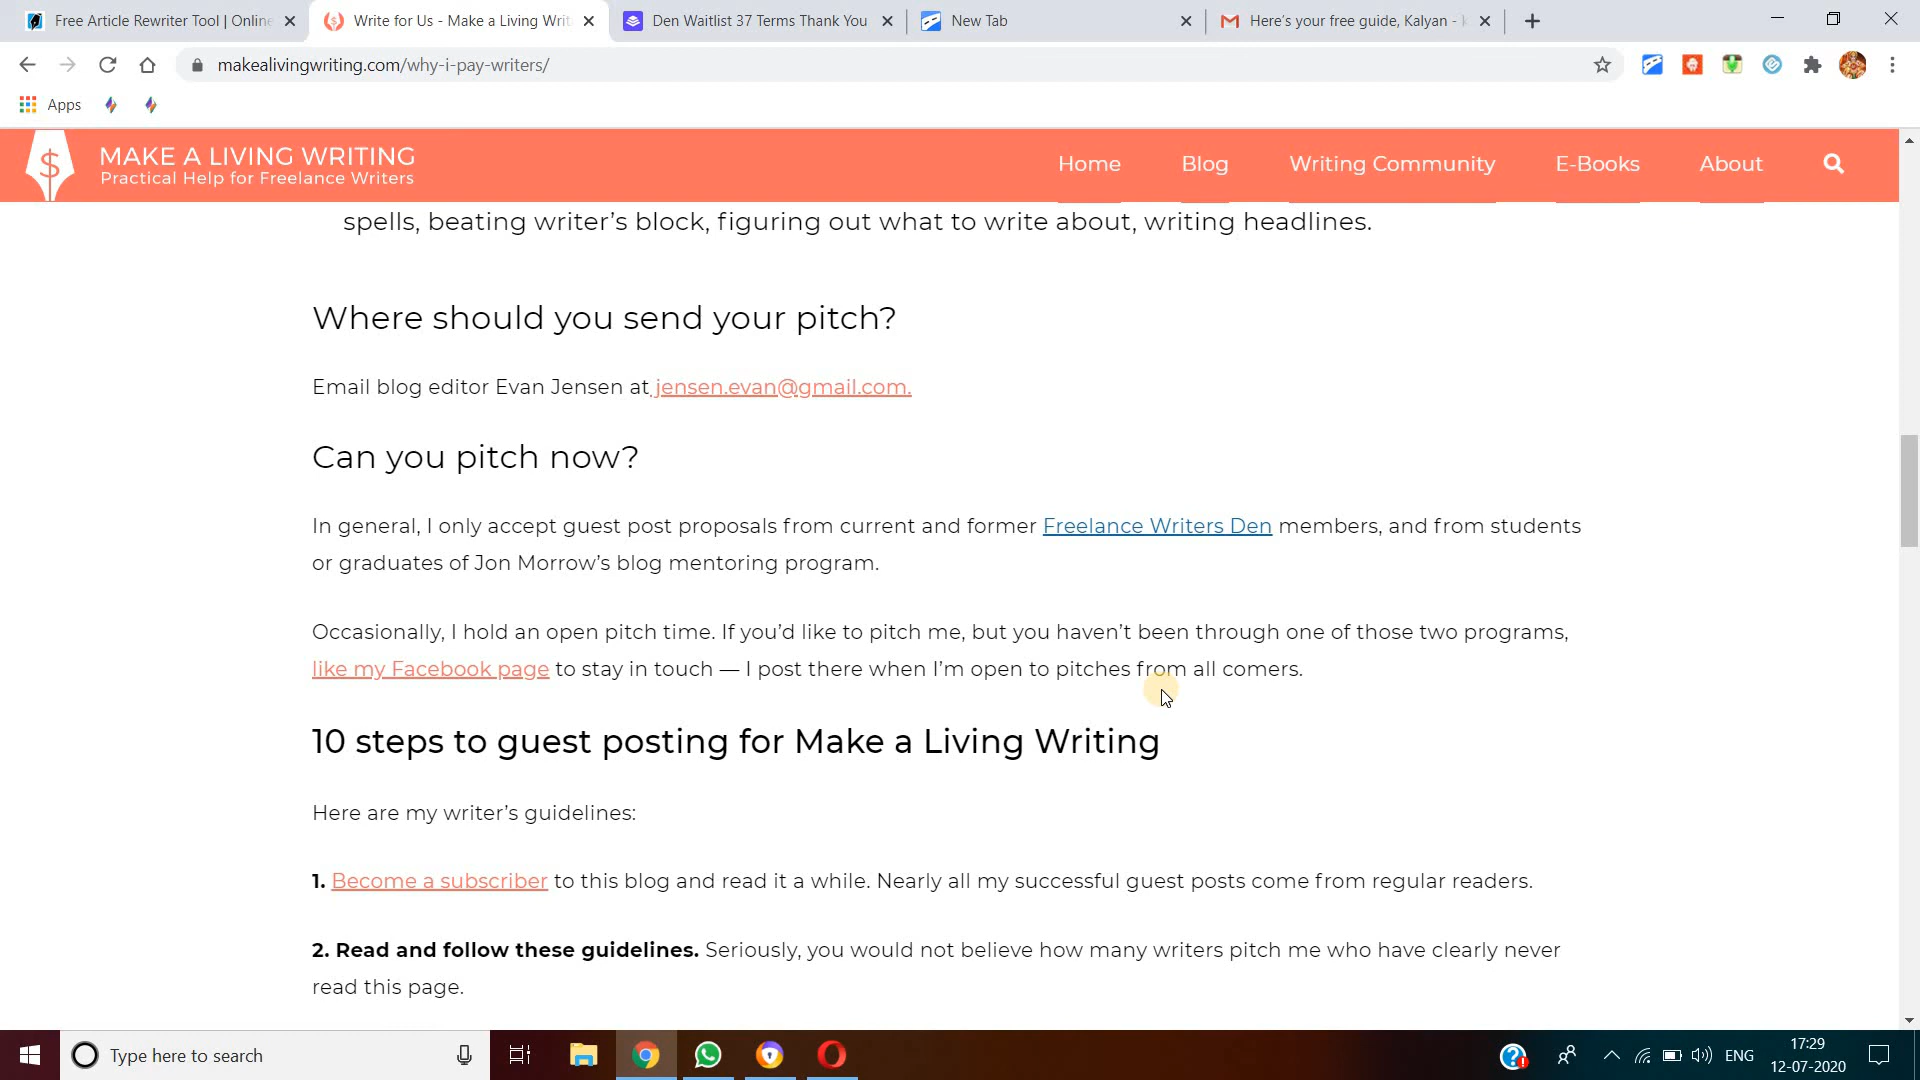 Free Article Rewriter Tool | Online
Write for Us - Make a Living Writ
Den Waitlist 37 Terms Thank You
New Tab
Here's your free guide, Kalyan -
makealivingwriting.com/why-i-pay-writers/
Apps
MAKE A LIVING WRITING
Practical Help for Freelance Writers
Home
Blog
Writing Community
E-Books
About
spells, beating writer's block, figuring out what to write about, writing headlines.
Where should you send your pitch?
Email blog editor Evan Jensen at jensen.evan@gmail.com.
Can you pitch now?
In general, I only accept guest post proposals from current and former Freelance Writers Den members, and from students
or graduates of Jon Morrow's blog mentoring program.
Occasionally, I hold an open pitch time. If you'd like to pitch me, but you haven't been through one of those two programs,
like my Facebook page to stay in touch — I post there when I'm open to pitches from all comers.
10 steps to guest posting for Make a Living Writing
Here are my writer's guidelines:
1. Become a subscriber to this blog and read it a while. Nearly all my successful guest posts come from regular readers.
2. Read and follow these guidelines. Seriously, you would not believe how many writers pitch me who have clearly never
read this page.
Type here to search
ENG
17:29
12-07-2020